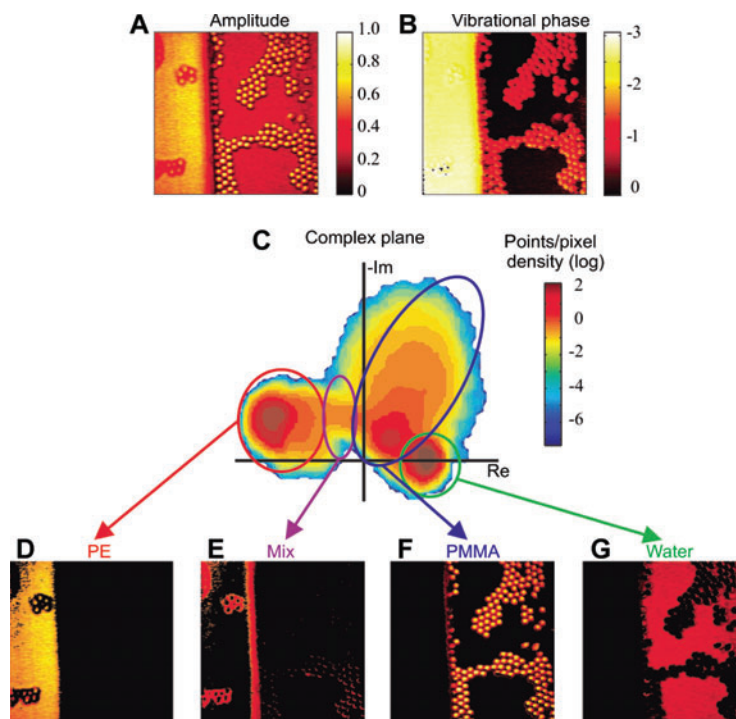 A Amplitude
1.0
0.8
0.6
0.4
0.2
0
B Vibrational phase
-3
-2
-1
0
C Complex plane
-Im
Re
Points/pixel
density (log)
2
0
-2
-4
-6
D PE
E Mix
F PMMA
G Water